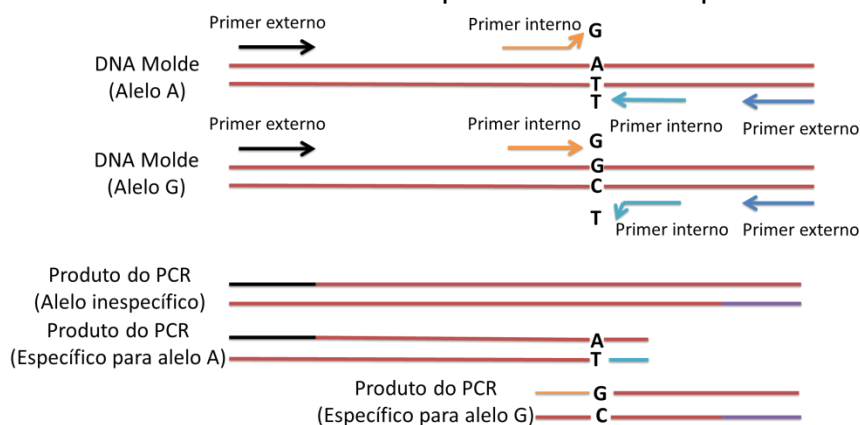 Primer externo
Primer interno
G
DNA Molde
(Alelo A)
A
T
T
Primer interno
Primer externo
Primer externo
Primer interno
G
DNA Molde
(Alelo G)
G
C
T
Primer interno
Primer externo
Produto do PCR
(Alelo inespecífico)
Produto do PCR
(Específico para alelo A)
A
T
Produto do PCR
(Específico para alelo G)
G
C